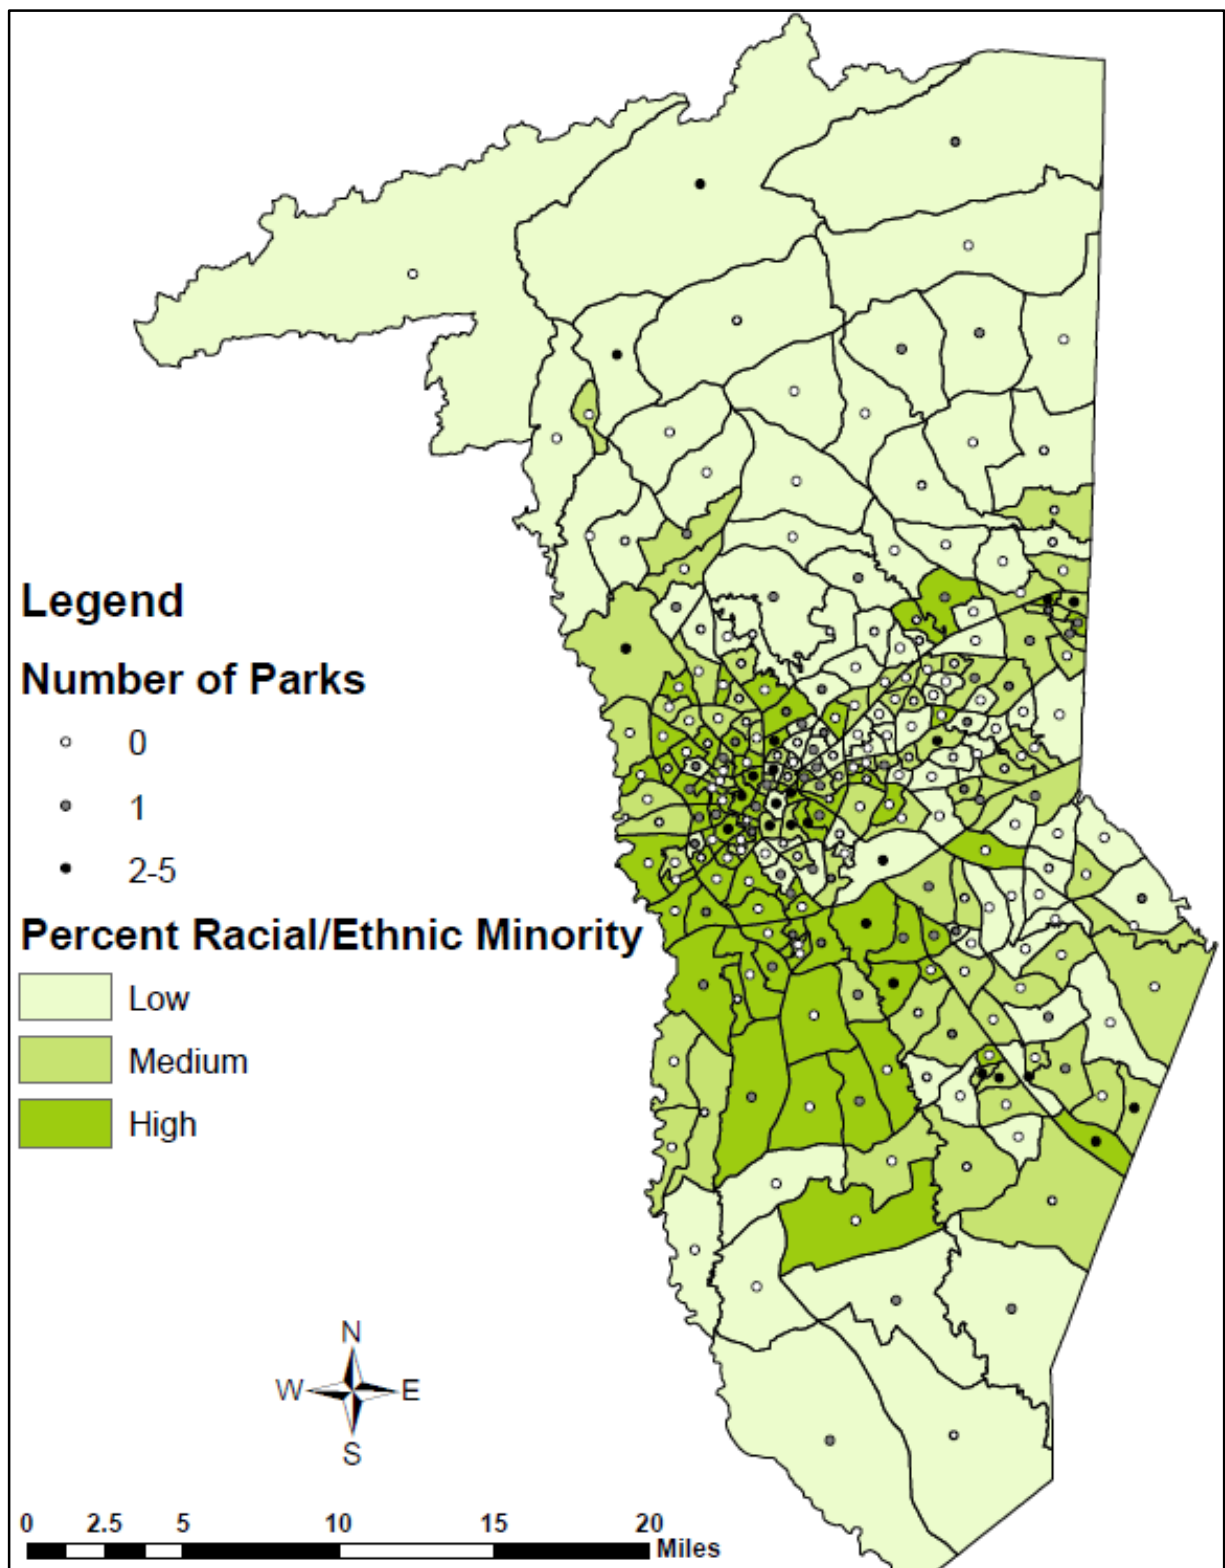 Legend
Number of Parks
0
1
2-5
Percent Racial/Ethnic Minority
Low
Medium
High
N
W E
S
0 2.5 5 10 15 20
Miles